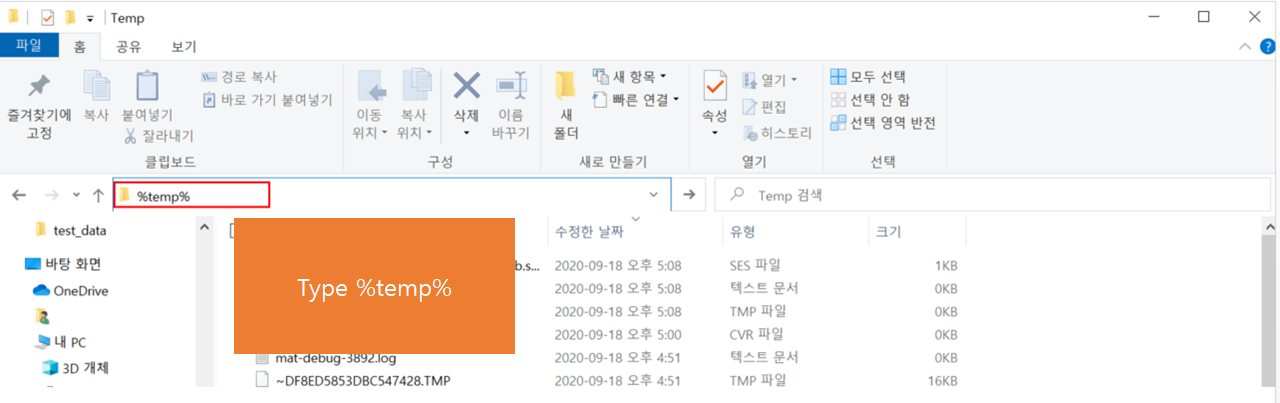 Temp
파일 홈 공유 보기
즐겨찾기에 고정
복사
붙여넣기
경로 복사
바로 가기 붙여넣기
잘라내기
클립보드
이동 위치
복사 위치
삭제
이름 바꾸기
구성
새 폴더
새 항목
빠른 연결
새로 만들기
속성
열기
편집
히스토리
열기
모두 선택
선택 안 함
선택 영역 반전
선택
%temp%
Temp 검색
test_data
바탕 화면
OneDrive
내 PC
3D 개체
Type %temp%
수정한 날짜 유형 크기
b.s... 2020-09-18 오후 5:08 SES 파일 1KB
2020-09-18 오후 5:08 텍스트 문서 0KB
2020-09-18 오후 5:08 TMP 파일 0KB
2020-09-18 오후 5:00 CVR 파일 0KB
mat-debug-3892.log 2020-09-18 오후 4:51 텍스트 문서 0KB
~DF8ED5853DBC547428.TMP 2020-09-18 오후 4:51 TMP 파일 16KB